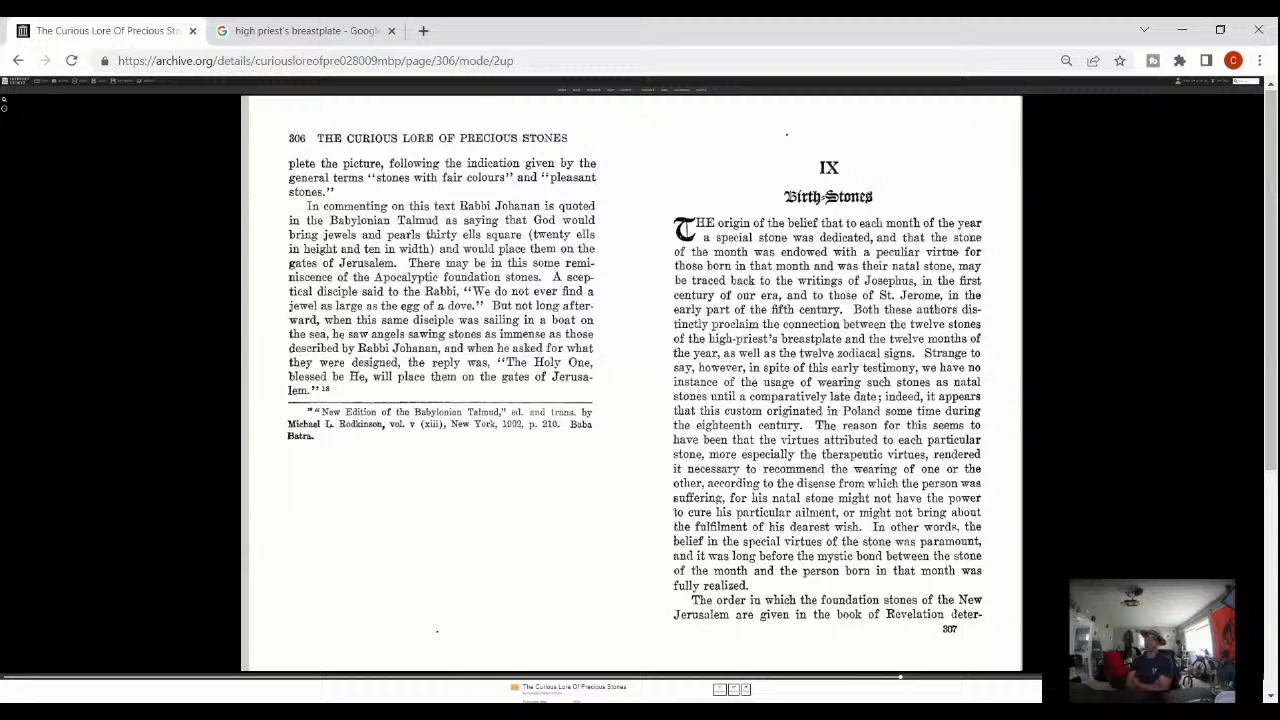 The Curious Lore Of Precious Sto
high priest's breastplate - Google
https://archive.org/details/curiousloreofpre028009mbp/page/306/mode/2up
C
306 THE CURIOUS LORE OF PRECIOUS STONES
plete the picture, following the indication given by the
general terms “stones with fair colours” and “pleasant
stones.”
In commenting on this text Rabbi Johanan is quoted
in the Babylonian Talmud as saying that God would
bring jewels and pearls thirty ells square (twenty ells
in height and ten in width) and would place them on the
gates of Jerusalem. There may be in this some remi-
niscence of the Apocalyptic foundation stones. A scep-
tical disciple said to the Rabbi, “We do not ever find a
jewel as large as the egg of a dove.” But not long after-
ward, when this same disciple was sailing in a boat on
the sea, he saw angels sawing stones as immense as those
described by Rabbi Johanan, and when he asked for what
they were designed, the reply was, “The Holy One,
blessed be He, will place them on the gates of Jerusa-
lem.” 18
18 “New Edition of the Babylonian Talmud,” ed. and trans. by
Michael L. Rodkinson, vol. v (xiii), New York, 1902, p. 210. Baba
Batra.
IX
Birth-Stones
THE origin of the belief that to each month of the year
a special stone was dedicated, and that the stone
of the month was endowed with a peculiar virtue for
those born in that month and was their natal stone, may
be traced back to the writings of Josephus, in the first
century of our era, and to those of St. Jerome, in the
early part of the fifth century. Both these authors dis-
tinctly proclaim the connection between the twelve stones
of the high-priest's breastplate and the twelve months of
the year, as well as the twelve zodiacal signs. Strange to
say, however, in spite of this early testimony, we have no
instance of the usage of wearing such stones as natal
stones until a comparatively late date; indeed, it appears
that this custom originated in Poland some time during
the eighteenth century. The reason for this seems to
have been that the virtues attributed to each particular
stone, more especially the therapeutic virtues, rendered
it necessary to recommend the wearing of one or the
other, according to the disease from which the person was
suffering, for his natal stone might not have the power
to cure his particular ailment, or might not bring about
the fulfilment of his dearest wish. In other words, the
belief in the special virtues of the stone was paramount,
and it was long before the mystic bond between the stone
of the month and the person born in that month was
fully realized.
The order in which the foundation stones of the New
Jerusalem are given in the book of Revelation deter-
307
The Curious Lore Of Precious Stones